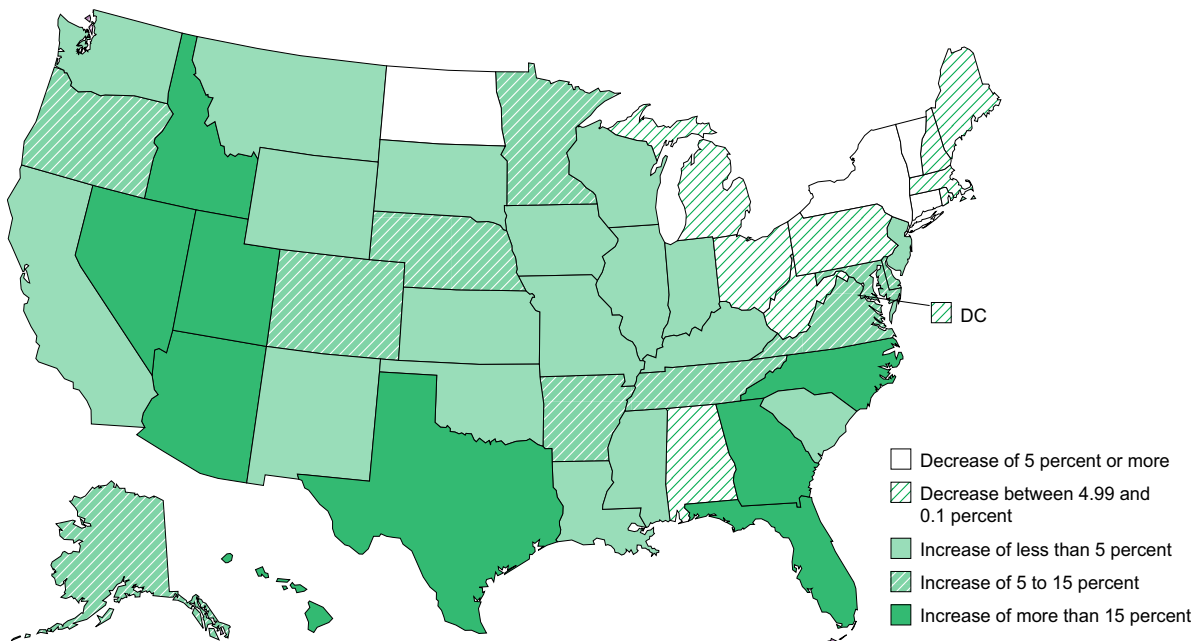 DC
Decrease of 5 percent or more
Decrease between 4.99 and
0.1 percent
Increase of less than 5 percent
Increase of 5 to 15 percent
Increase of more than 15 percent